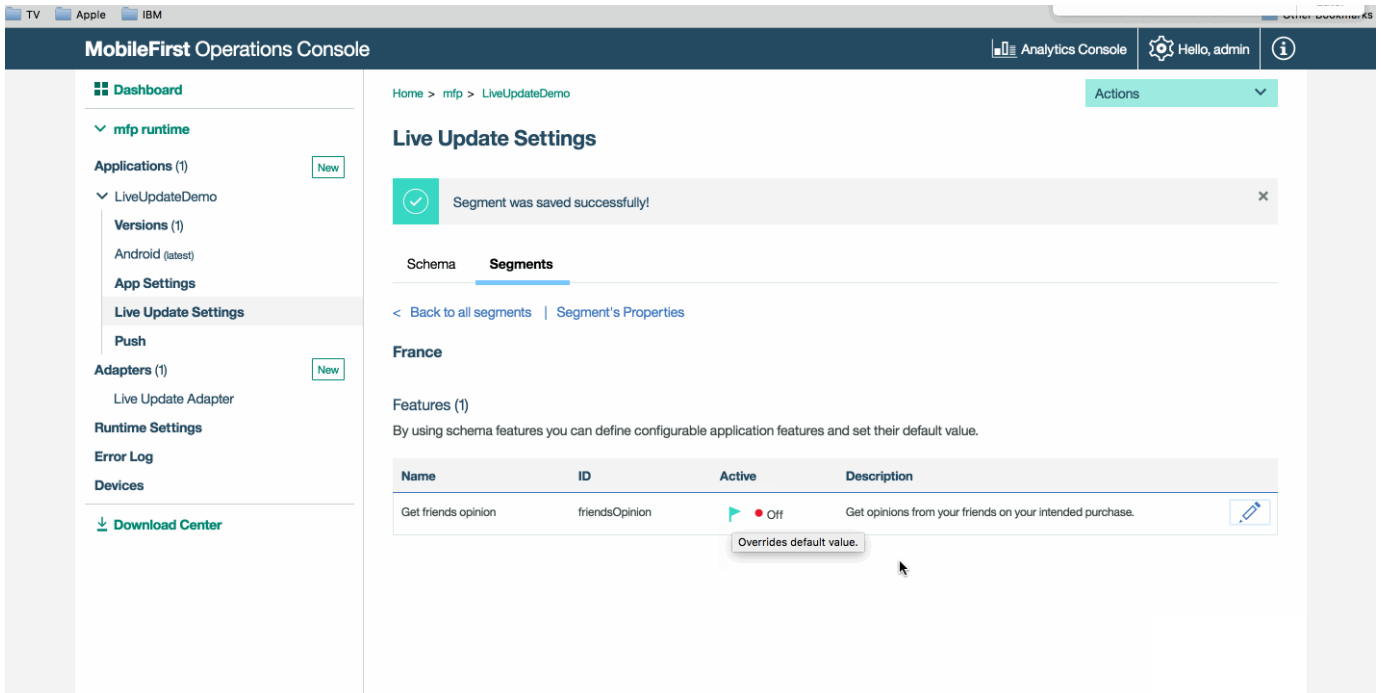 TV Apple IBM
Other Bookmarks
MobileFirst Operations Console
Analytics Console
Hello, admin
Dashboard
mfp runtime
Applications (1) New
LiveUpdateDemo
Versions (1)
Android (latest)
App Settings
Live Update Settings
Push
Adapters (1) New
Live Update Adapter
Runtime Settings
Error Log
Devices
Download Center
Home > mfp > LiveUpdateDemo
Actions
Live Update Settings
Segment was saved successfully!
Schema Segments
< Back to all segments | Segment's Properties
France
Features (1)
By using schema features you can define configurable application features and set their default value.
Name ID Active Description
Get friends opinion friendsOpinion Off Get opinions from your friends on your intended purchase.
Overrides default value.